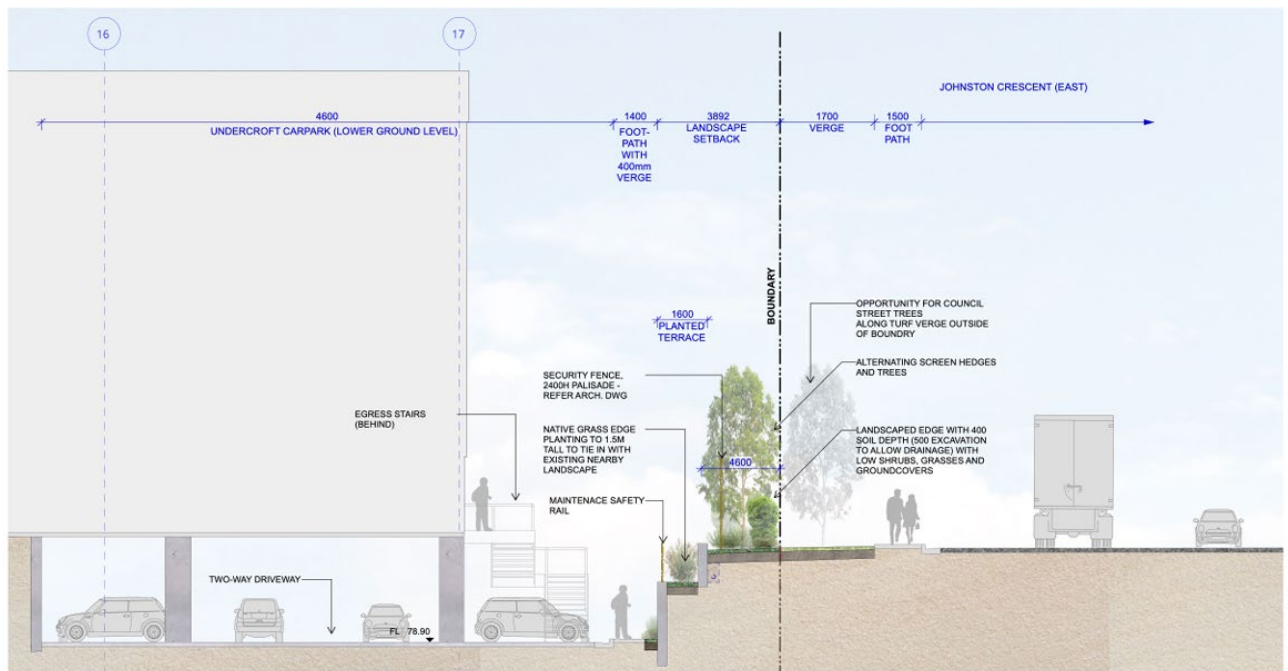 16
17
JOHNSTON CRESCENT (EAST)
4600
UNDERCROFT CARPARK (LOWER GROUND LEVEL)
1400
FOOT-
PATH
WITH
400mm
VERGE
3892
LANDSCAPE
SETBACK
1700
VERGE
1500
FOOT
PATH
BOUNDARY
1600
PLANTED
TERRACE
OPPORTUNITY FOR COUNCIL
STREET TREES
ALONG TURF VERGE OUTSIDE
OF BOUNDRY
ALTERNATING SCREEN HEDGES
AND TREES
SECURITY FENCE,
2400H PALISADE -
REFER ARCH. DWG
EGRESS STAIRS
(BEHIND)
NATIVE GRASS EDGE
PLANTING TO 1.5M
TALL TO TIE IN WITH
EXISTING NEARBY
LANDSCAPE
LANDSCAPED EDGE WITH 400
SOIL DEPTH (500 EXCAVATION
TO ALLOW DRAINAGE) WITH
LOW SHRUBS, GRASSES AND
GROUNDCOVERS
4600
MAINTENACE SAFETY
RAIL
TWO-WAY DRIVEWAY
FL 78.90